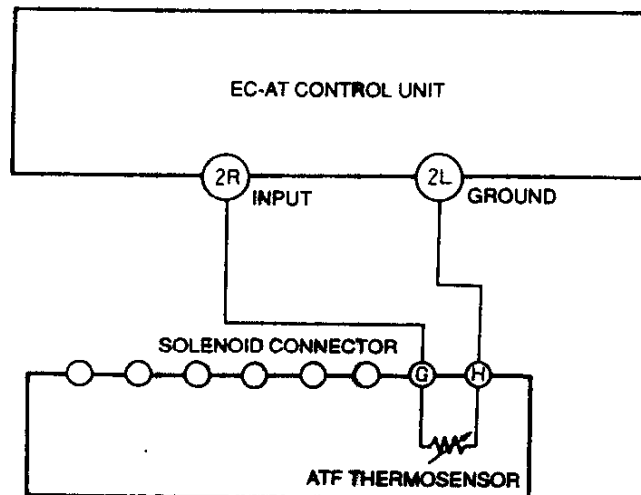 EC-AT CONTROL UNIT
2R
INPUT
2L
GROUND
SOLENOID CONNECTOR
G
H
ATF THERMOSENSOR